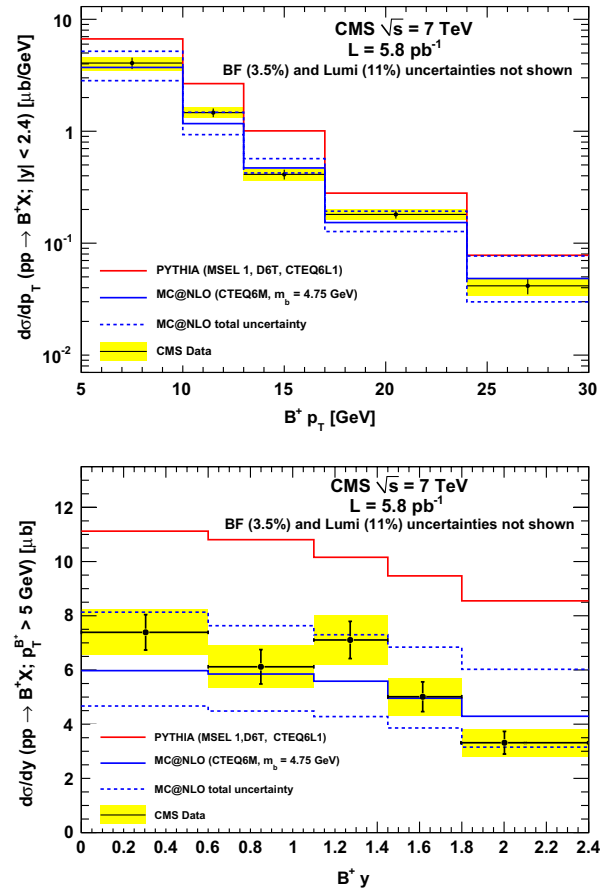 CMS √s = 7 TeV
L = 5.8 pb⁻¹
BF (3.5%) and Lumi (11%) uncertainties not shown
dσ/dp_T (pp → B⁺X; |y| < 2.4) [μb/GeV]
10
1
10⁻¹
10⁻²
PYTHIA (MSEL 1, D6T, CTEQ6L1)
MC@NLO (CTEQ6M, m_b = 4.75 GeV)
MC@NLO total uncertainty
CMS Data
5 10 15 20 25 30
B⁺ p_T [GeV]
CMS √s = 7 TeV
L = 5.8 pb⁻¹
BF (3.5%) and Lumi (11%) uncertainties not shown
dσ/dy (pp → B⁺X; p_T^B⁺ > 5 GeV) [μb]
12
10
8
6
4
2
0
PYTHIA (MSEL 1,D6T, CTEQ6L1)
MC@NLO (CTEQ6M, m_b = 4.75 GeV)
MC@NLO total uncertainty
CMS Data
0 0.2 0.4 0.6 0.8 1 1.2 1.4 1.6 1.8 2 2.2 2.4
B⁺ y